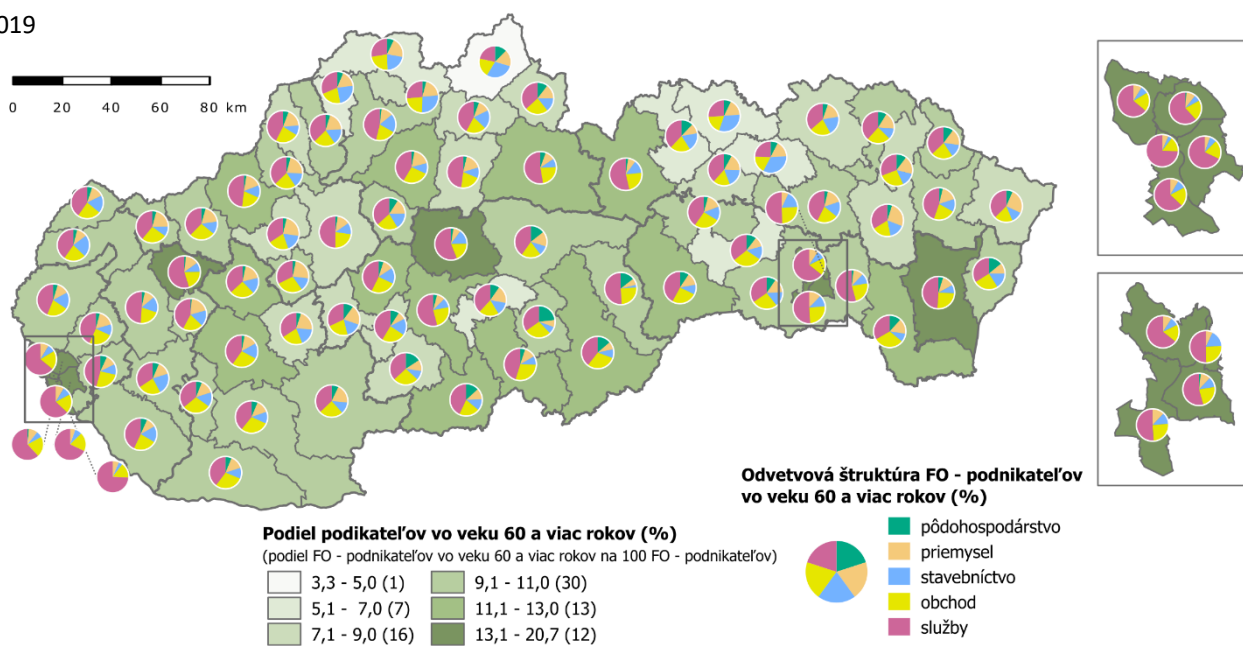 019
0 20 40 60 80 km
Odvetvová štruktúra FO - podnikateľov
vo veku 60 a viac rokov (%)
pôdohospodárstvo
priemysel
stavebníctvo
obchod
služby
Podiel podikateľov vo veku 60 a viac rokov (%)
(podiel FO - podnikateľov vo veku 60 a viac rokov na 100 FO - podnikateľov)
3,3 - 5,0 (1)
5,1 - 7,0 (7)
7,1 - 9,0 (16)
9,1 - 11,0 (30)
11,1 - 13,0 (13)
13,1 - 20,7 (12)